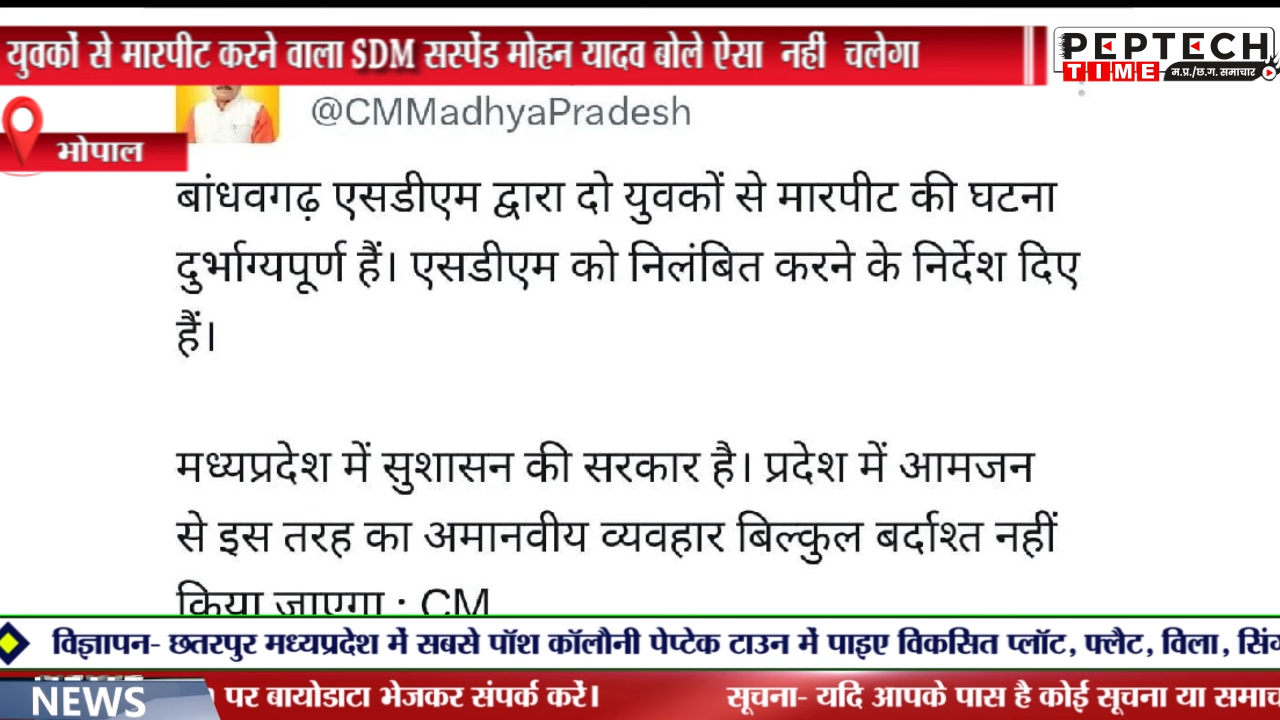 युवकों से मारपीट करने वाला SDM सस्पेंड मोहन यादव बोले ऐसा नहीं चलेगा
PEPTECH
TIME म.प्र./छ.ग. समाचार
@CMMadhyaPradesh
भोपाल
बांधवगढ़ एसडीएम द्वारा दो युवकों से मारपीट की घटना
दुर्भाग्यपूर्ण हैं। एसडीएम को निलंबित करने के निर्देश दिए
हैं।
मध्यप्रदेश में सुशासन की सरकार है। प्रदेश में आमजन
से इस तरह का अमानवीय व्यवहार बिल्कुल बर्दाश्त नहीं
किया जाएगा : CM
विज्ञापन- छतरपुर मध्यप्रदेश में सबसे पॉश कॉलौनी पेप्टेक टाउन में पाइए विकसित प्लॉट, फ्लैट, विला,
NEWS पर बायोडाटा भेजकर संपर्क करें। सूचना- यदि आपके पास है कोई सूचना या